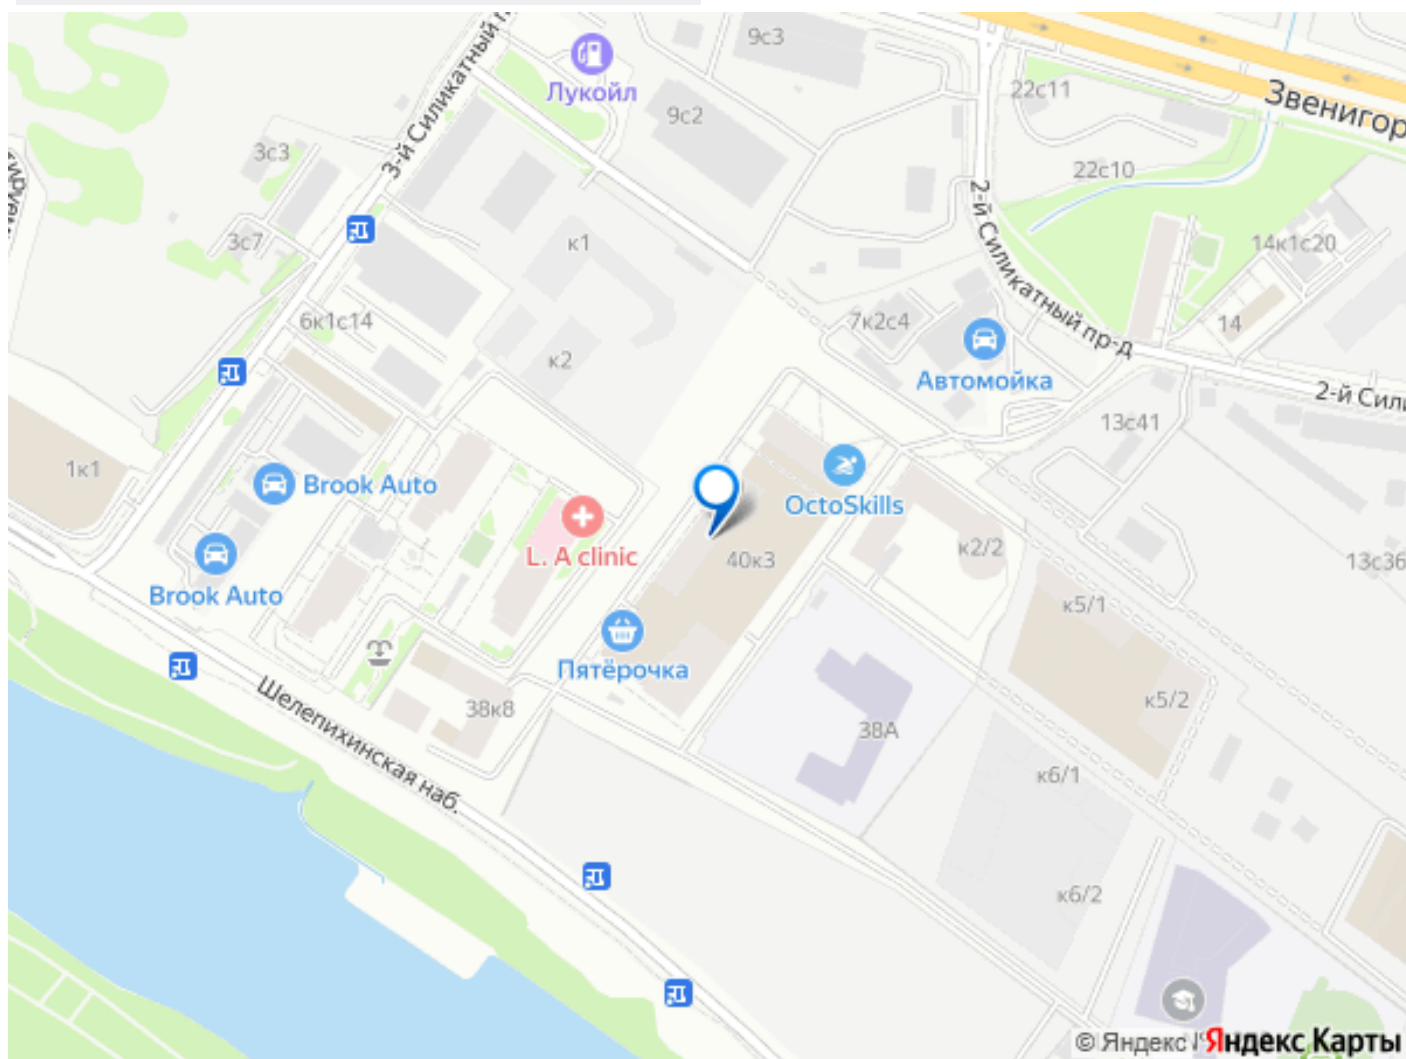 9с3
3-й Силикатный п
Лукойл
22с11
Звенигор
9с2
3с3
22с10
3с7
к1
2-й Силикатный пр-д
14к1с20
6к1с14
7к2с4
14
к2
Автомойка
2-й Сили
13с41
1к1
Brook Auto
OctoSkills
L. A clinic
40к3
к2/2
13с36
Brook Auto
к5/1
Пятёрочка
Шелепихинская наб.
38к8
к5/2
38А
к6/1
к6/2
© Яндекс
Яндекс Карты